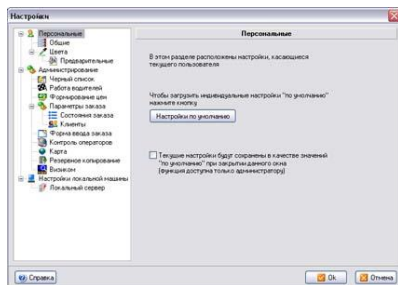 Настройки
Персональные
Общие
Цвета
Предварительные
Администрирование
Черный список
Работа водителей
Формирование цен
Параметры заказа
Состояния заказа
Клиенты
Форма ввода заказа
Контроль операторов
Карта
Резервное копирование
Визиком
Настройки локальной машины
Локальный сервер
Персональные
В этом разделе расположены настройки, касающиеся
текущего пользователя
Чтобы загрузить индивидуальные настройки "по умолчанию"
нажмите кнопку
Настройки по умолчанию
Текущие настройки будут сохранены в качестве значений
"по умолчанию" при закрытии данного окна
(функция доступна только администратору)
Справка
Ok
Отмена